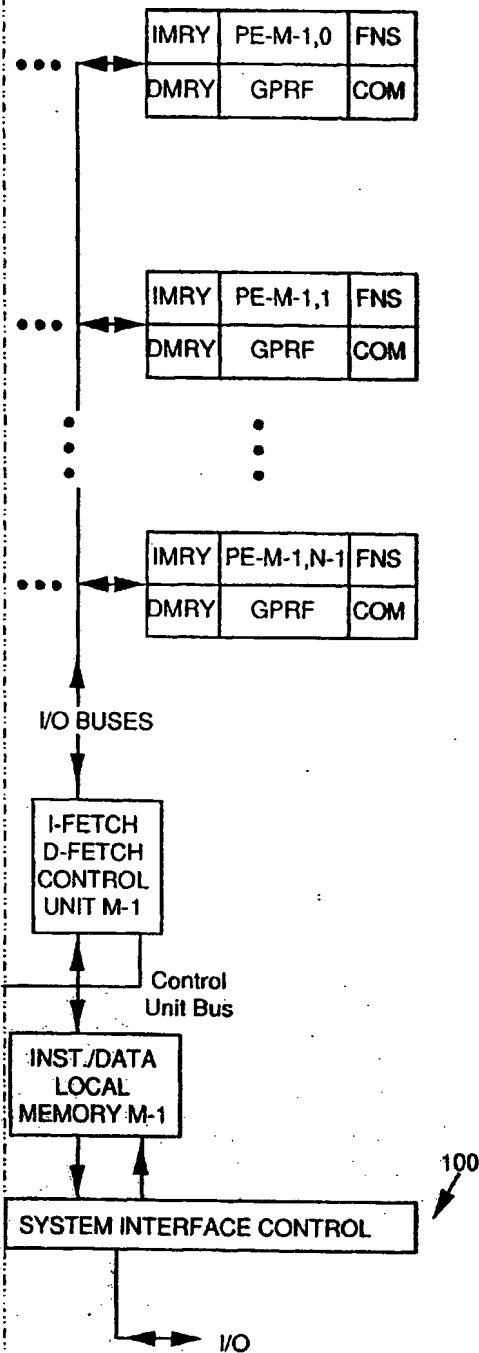 IMRY PE-M-1,0 FNS
DMRY GPRF COM
IMRY PE-M-1,1 FNS
DMRY GPRF COM
IMRY PE-M-1,N-1 FNS
DMRY GPRF COM
I/O BUSES
I-FETCH
D-FETCH
CONTROL
UNIT M-1
Control
Unit Bus
INST./DATA
LOCAL
MEMORY M-1
100
SYSTEM INTERFACE CONTROL
I/O